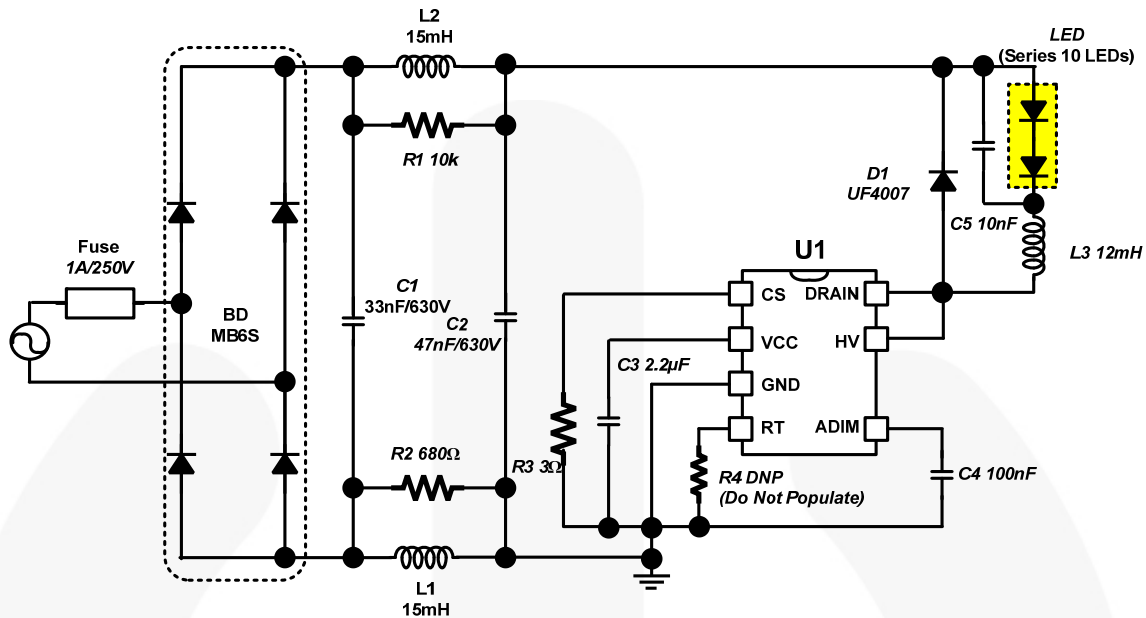 L2
15mH
LED
(Series 10 LEDs)
R1 10k
D1
UF4007
C5 10nF
L3 12mH
Fuse
1A/250V
BD
MB6S
C1
33nF/630V
C2
47nF/630V
U1
CS
DRAIN
VCC
HV
GND
RT
ADIM
C3 2.2µF
R2 680Ω
R3 3Ω
R4 DNP
(Do Not Populate)
C4 100nF
L1
15mH